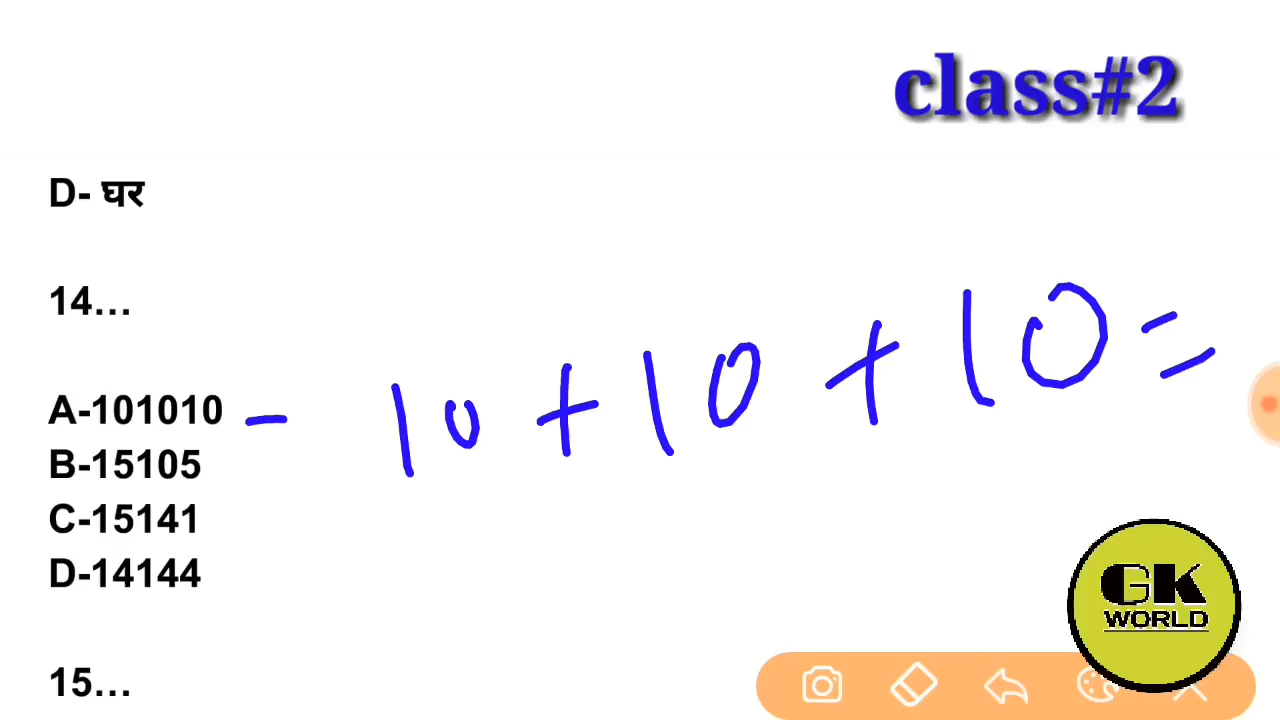 class#2
D- घर
14...
A-101010 - 10+10+10=
B-15105
C-15141
D-14144
GK
WORLD
15...